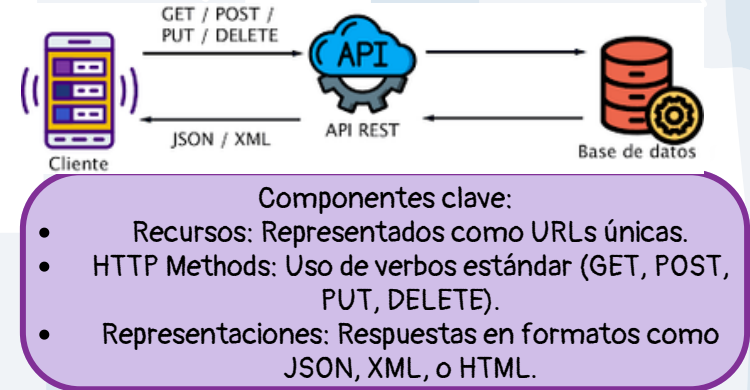 GET / POST /
PUT / DELETE
API
JSON / XML
API REST
Cliente
Base de datos
Componentes clave:
• Recursos: Representados como URLs únicas.
• HTTP Methods: Uso de verbos estándar (GET, POST,
PUT, DELETE).
• Representaciones: Respuestas en formatos como
JSON, XML, o HTML.